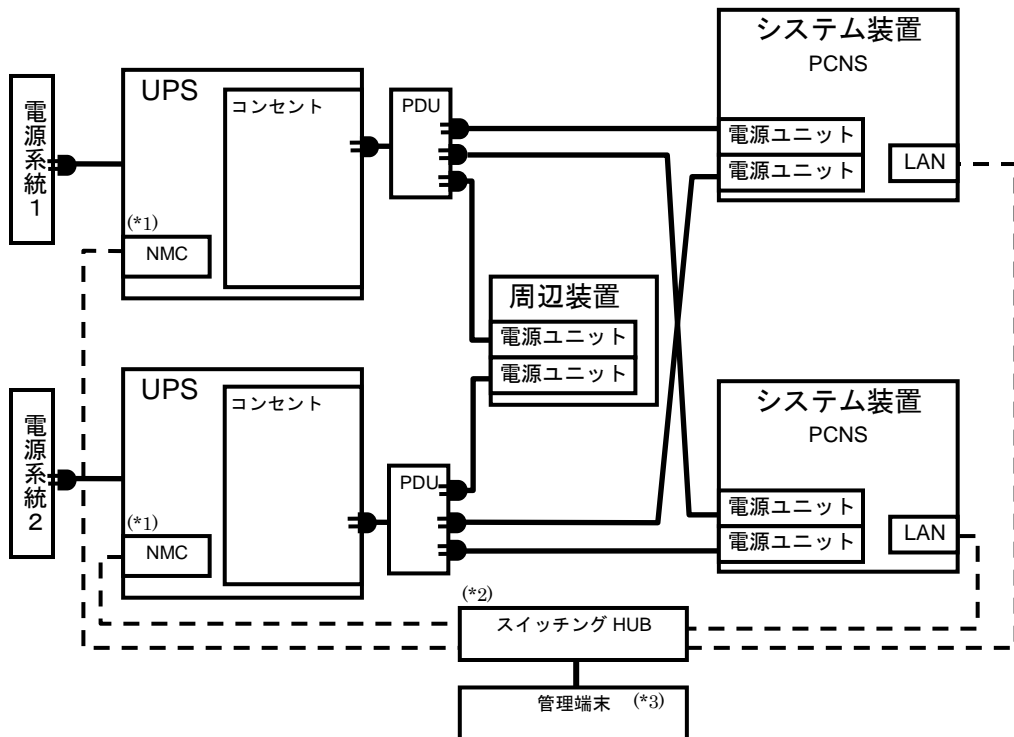 電源系統1
UPS
コンセント
(*1)
NMC
PDU
システム装置
PCNS
電源ユニット
電源ユニット
LAN
周辺装置
電源ユニット
電源ユニット
電源系統2
UPS
コンセント
(*1)
NMC
PDU
システム装置
PCNS
電源ユニット
電源ユニット
LAN
(*2)
スイッチング HUB
管理端末 (*3)